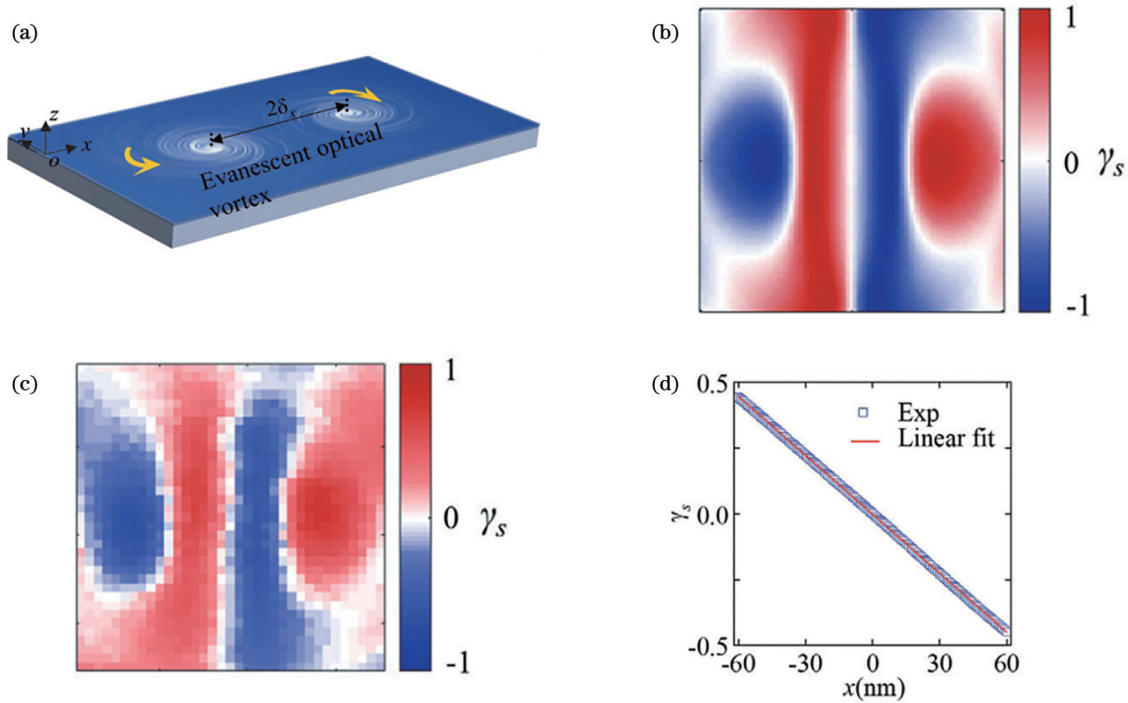 (a)
z
y
x
o
2δx
Evanescent optical
vortex
(b)
1
0
γs
-1
(c)
1
0
γs
-1
(d)
0.5
Exp
Linear fit
γs
0.0
-0.5
-60
-30
0
30
60
x(nm)